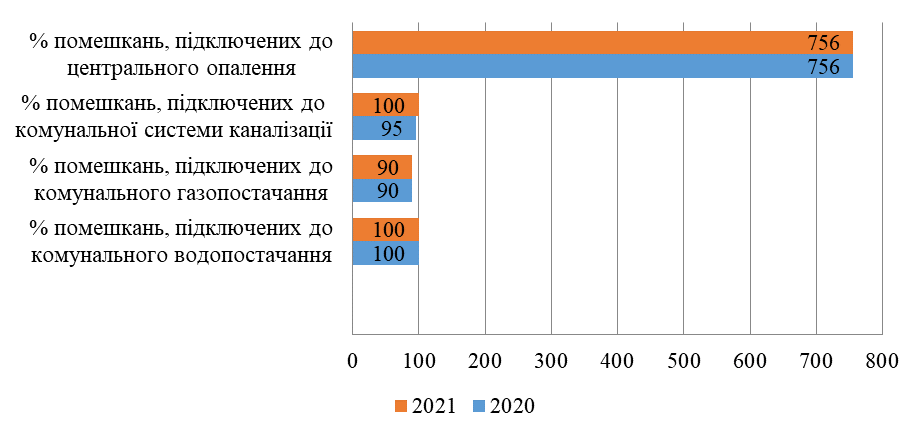 % помешкань, підключених до
центрального опалення
756
756
% помешкань, підключених до
комунальної системи каналізації
100
95
% помешкань, підключених до
комунального газопостачання
90
90
% помешкань, підключених до
комунального водопостачання
100
100
0 100 200 300 400 500 600 700 800
2021 2020